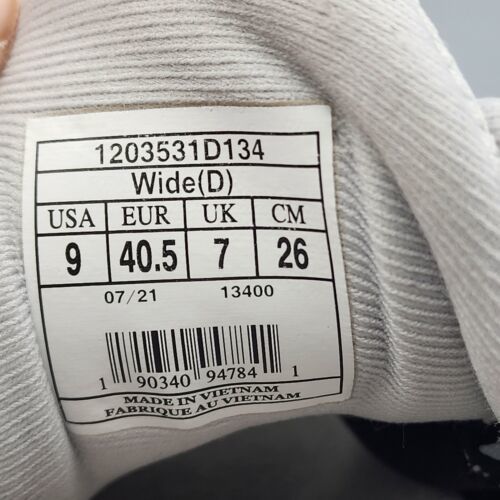 1203531D134
Wide(D)
USA EUR UK CM
9 40.5 7 26
07/21 13400
1 90340 94784 1
MADE IN VIETNAM
FABRIQUE AU VIETNAM